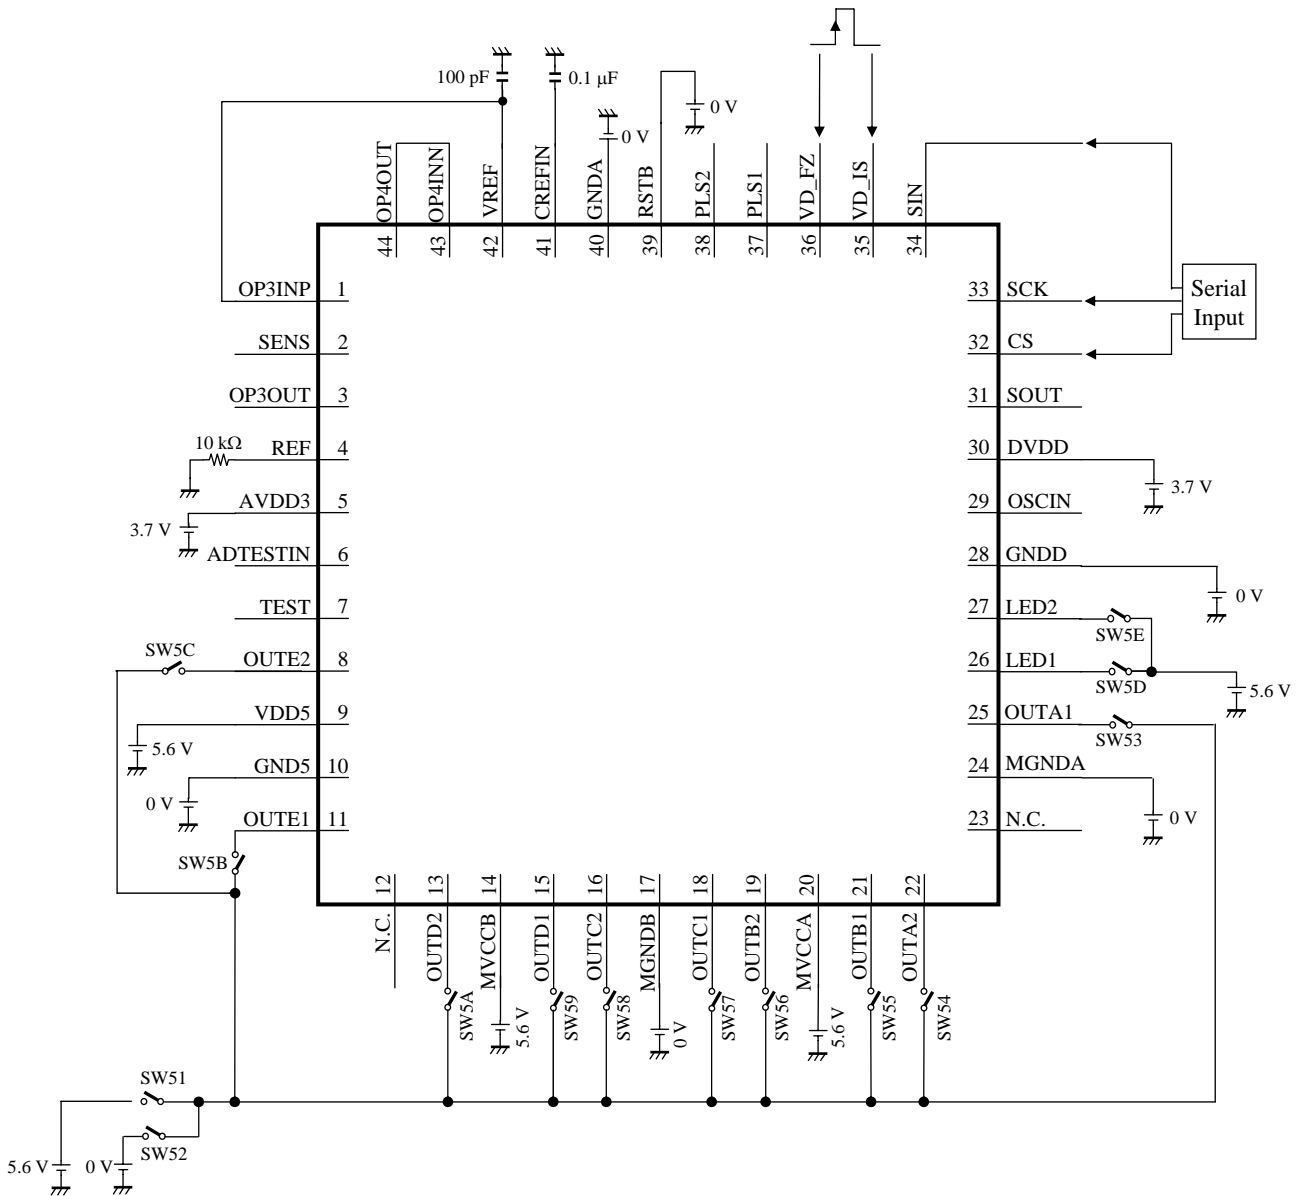 100 pF
0.1 μF
0 V
0 V
OP4OUT
OP4INN
VREF
CREFIN
GNDA
RSTB
PLS2
PLS1
VD_FZ
VD_IS
SIN
44
43
42
41
40
39
38
37
36
35
34
OP3INP 1
SENS 2
OP3OUT 3
10 kΩ
REF 4
AVDD3 5
3.7 V
ADTESTIN 6
TEST 7
SW5C
OUTE2 8
VDD5 9
5.6 V
GND5 10
0 V
OUTE1 11
SW5B
33 SCK
Serial
Input
32 CS
31 SOUT
30 DVDD
3.7 V
29 OSCIN
28 GNDD
0 V
27 LED2
SW5E
26 LED1
SW5D
5.6 V
25 OUTA1
SW53
24 MGNDA
0 V
23 N.C.
12
13
14
15
16
17
18
19
20
21
22
N.C.
OUTD2
MVCCB
OUTD1
OUTC2
MGNDB
OUTC1
OUTB2
MVCCA
OUTB1
OUTA2
SW5A
5.6 V
SW59
SW58
0 V
SW57
SW56
5.6 V
SW55
SW54
SW51
SW52
5.6 V
0 V